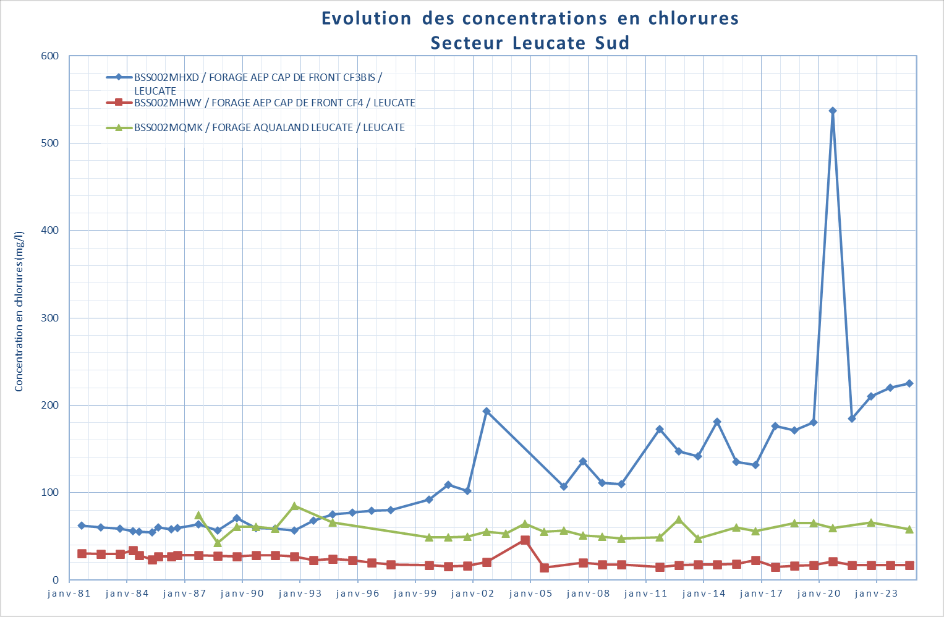 Evolution des concentrations en chlorures
Secteur Leucate Sud
600
BSS002MHXD / FORAGE AEP CAP DE FRONT CF3BIS /
LEUCATE
BSS002MHWY / FORAGE AEP CAP DE FRONT CF4 / LEUCATE
BSS002MQMK / FORAGE AQUALAND LEUCATE / LEUCATE
500
400
Concentration en chlorures (mg/l)
300
200
100
0
janv-81 janv-84 janv-87 janv-90 janv-93 janv-96 janv-99 janv-02 janv-05 janv-08 janv-11 janv-14 janv-17 janv-20 janv-23